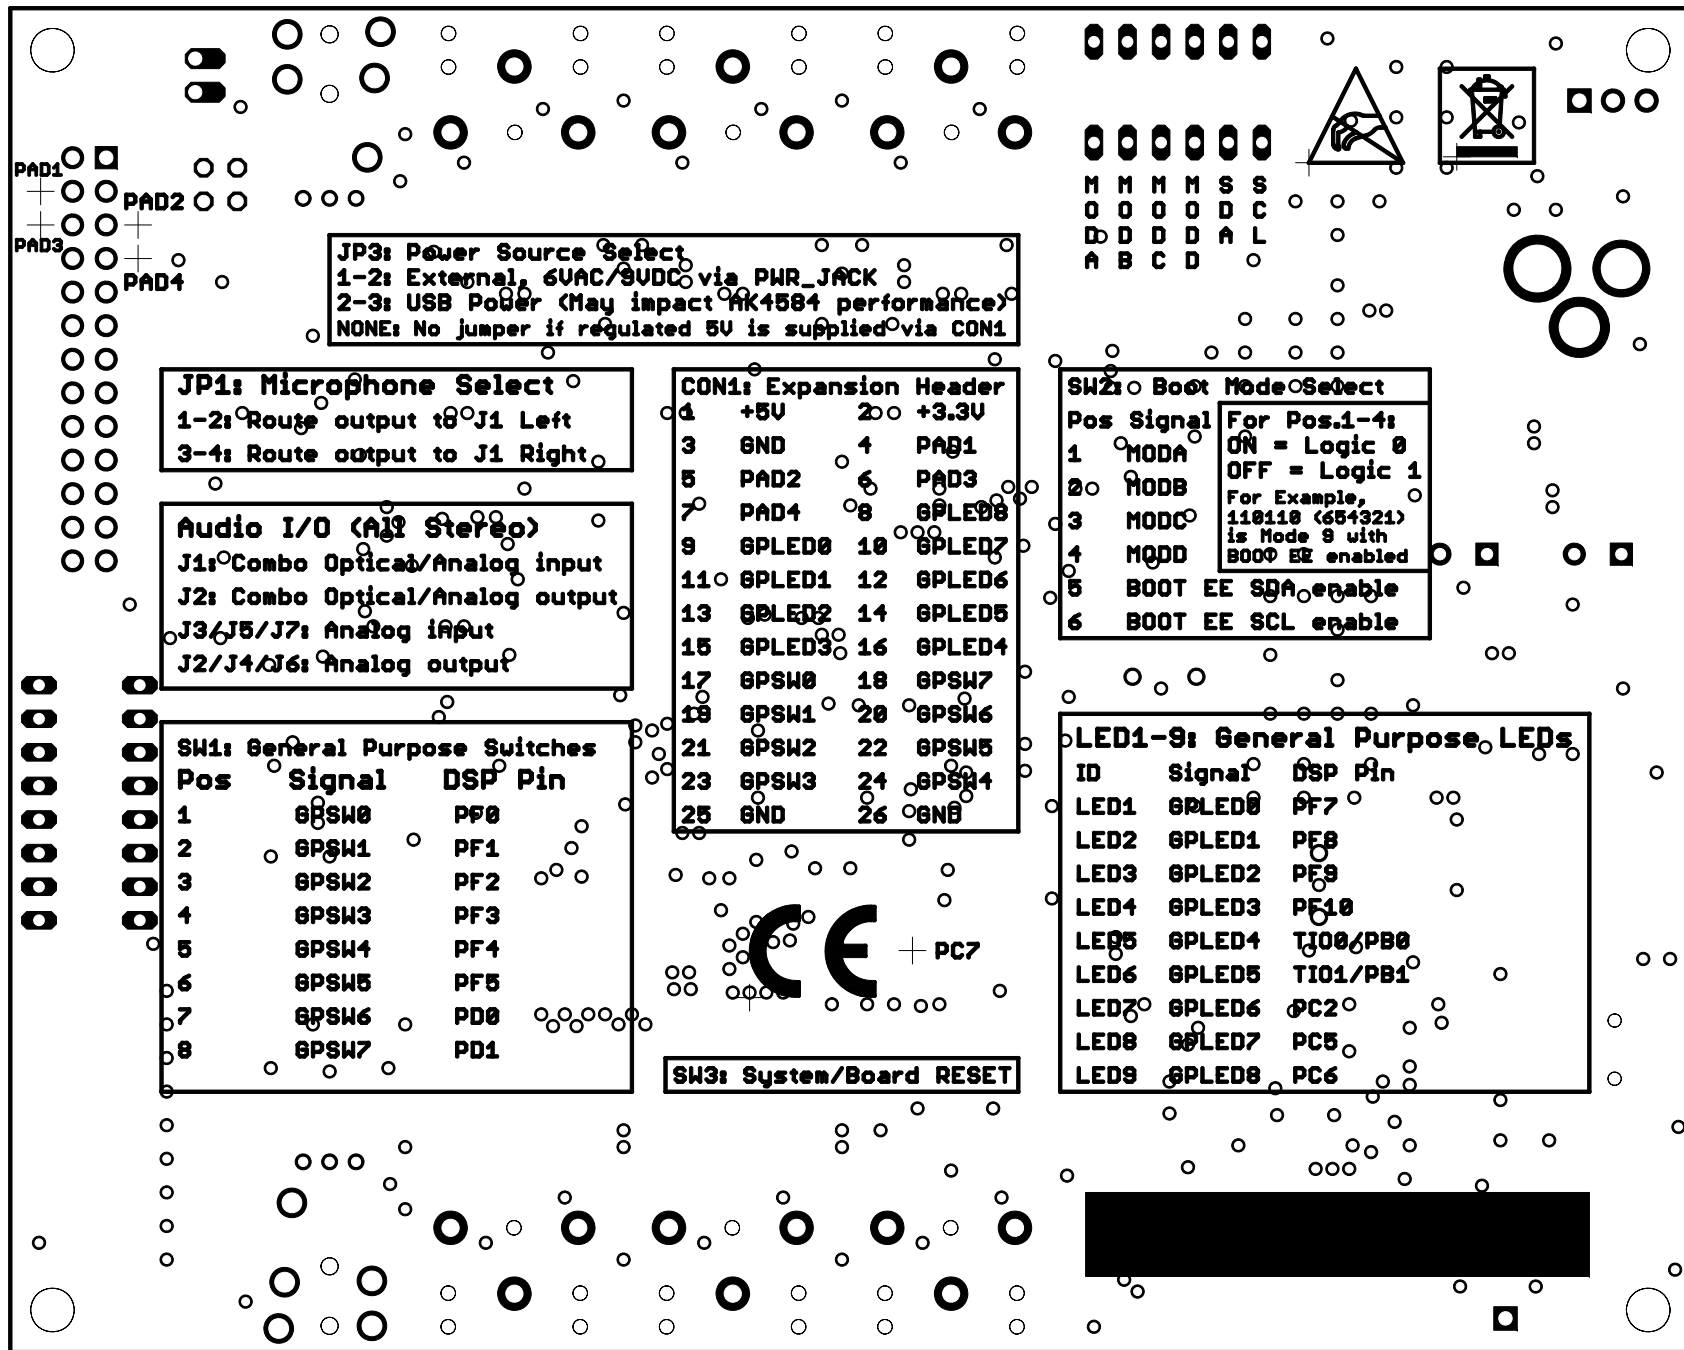 PAD1
PAD2
PAD3
PAD4
M M M M S S
O O O O D C
D D D D A L
A B C D
JP3: Power Source Select
1-2: External, 6VAC/9VDC via PWR_JACK
2-3: USB Power (May impact AK4584 performance)
NONE: No jumper if regulated 5V is supplied via CON1
JP1: Microphone Select
1-2: Route output to J1 Left
3-4: Route output to J1 Right
Audio I/O (All Stereo)
J1: Combo Optical/Analog input
J2: Combo Optical/Analog output
J3/J5/J7: Analog input
J2/J4/J6: Analog output
SW1: General Purpose Switches
Pos Signal DSP Pin
1 GPSW0 PF0
2 GPSW1 PF1
3 GPSW2 PF2
4 GPSW3 PF3
5 GPSW4 PF4
6 GPSW5 PF5
7 GPSW6 PD0
8 GPSW7 PD1
CON1: Expansion Header
1 +5V 2 +3.3V
3 GND 4 PAD1
5 PAD2 6 PAD3
7 PAD4 8 GPLED8
9 GPLED0 10 GPLED7
11 GPLED1 12 GPLED6
13 GPLED2 14 GPLED5
15 GPLED3 16 GPLED4
17 GPSW0 18 GPSW7
19 GPSW1 20 GPSW6
21 GPSW2 22 GPSW5
23 GPSW3 24 GPSW4
25 GND 26 GND
CE
PC7
SW3: System/Board RESET
SW2: Boot Mode Select
Pos Signal
1 MODA
2 MODB
3 MODC
4 MODD
5 BOOT EE SDA enable
6 BOOT EE SCL enable
For Pos.1-4:
ON = Logic 0
OFF = Logic 1
For Example,
110110 (654321)
is Mode 9 with
BOOT EE enabled
LED1-9: General Purpose LEDs
ID Signal DSP Pin
LED1 GPLED0 PF7
LED2 GPLED1 PF8
LED3 GPLED2 PF9
LED4 GPLED3 PF10
LED5 GPLED4 TIO0/PB0
LED6 GPLED5 TIO1/PB1
LED7 GPLED6 PC2
LED8 GPLED7 PC5
LED9 GPLED8 PC6